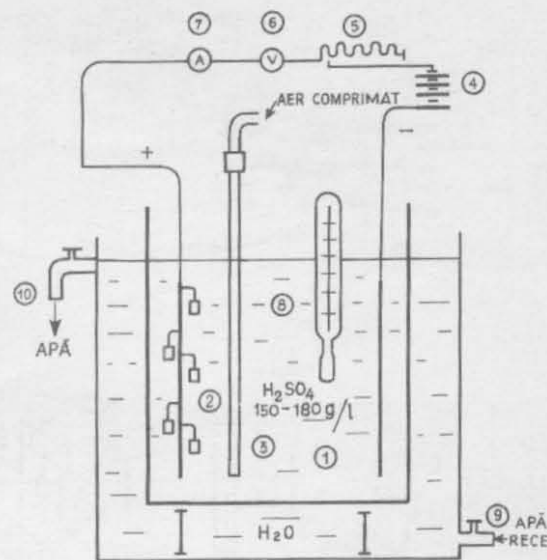 7
6
5
A
V
4
AER COMPRIMAT
+
−
10
8
APĂ
H₂SO₄
150-180 g/l
2
3
1
9
APĂ
RECE
H₂O